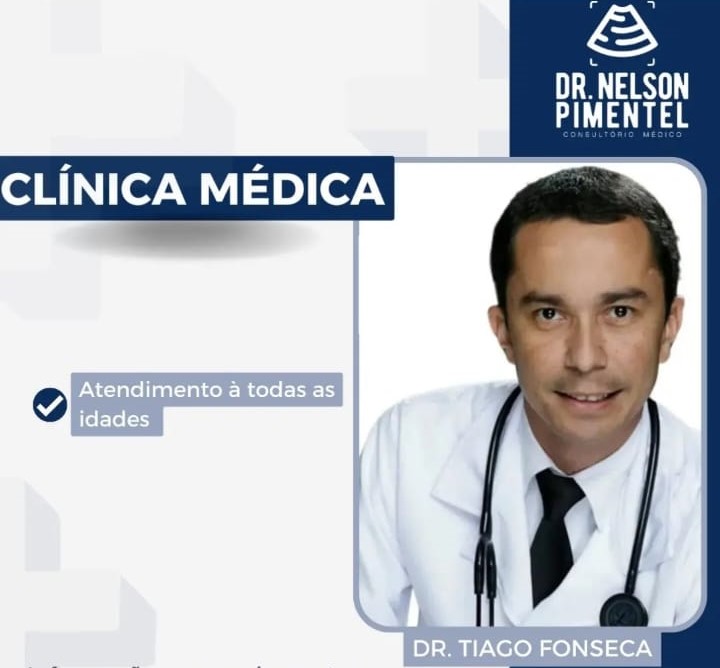 DR. NELSON
PIMENTEL
CONSULTÓRIO MÉDICO
CLÍNICA MÉDICA
Atendimento à todas as
idades
DR. TIAGO FONSECA